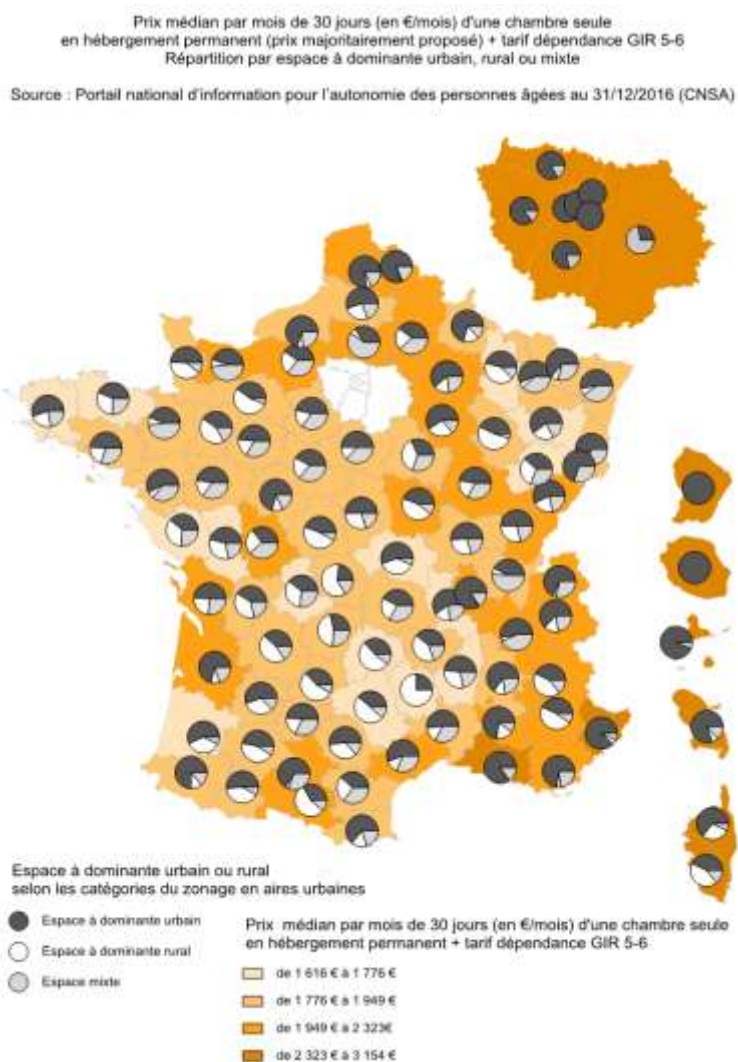 Prix médian par mois de 30 jours (en €/mois) d'une chambre seule
en hébergement permanent (prix majoritairement proposé) + tarif dépendance GIR 5-6
Répartition par espace à dominante urbain, rural ou mixte
Source : Portail national d'information pour l'autonomie des personnes âgées au 31/12/2016 (CNSA)
Espace à dominante urbain ou rural
selon les catégories du zonage en aires urbaines
Espace à dominante urbain
Espace à dominante rural
Espace mixte
Prix médian par mois de 30 jours (en €/mois) d'une chambre seule
en hébergement permanent + tarif dépendance GIR 5-6
de 1 616 € à 1 776 €
de 1 776 € à 1 949 €
de 1 949 € à 2 323€
de 2 323 € à 3 154 €